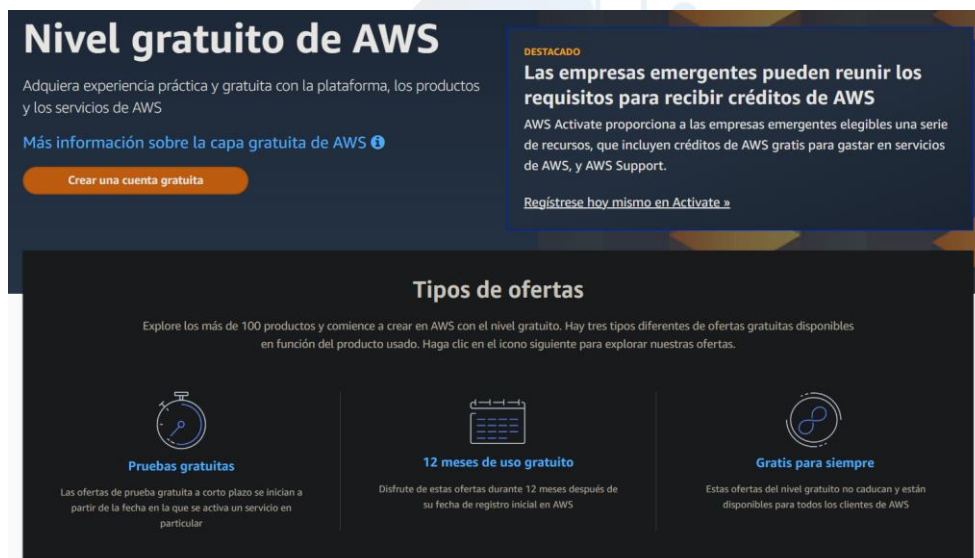 Nivel gratuito de AWS
Adquiera experiencia práctica y gratuita con la plataforma, los productos
y los servicios de AWS
Más información sobre la capa gratuita de AWS
Crear una cuenta gratuita
DESTACADO
Las empresas emergentes pueden reunir los
requisitos para recibir créditos de AWS
AWS Activate proporciona a las empresas emergentes elegibles una serie
de recursos, que incluyen créditos de AWS gratis para gastar en servicios
de AWS, y AWS Support.
Regístrese hoy mismo en Activate »
Tipos de ofertas
Explore los más de 100 productos y comience a crear en AWS con el nivel gratuito. Hay tres tipos diferentes de ofertas gratuitas disponibles
en función del producto usado. Haga clic en el icono siguiente para explorar nuestras ofertas.
Pruebas gratuitas
Las ofertas de prueba gratuita a corto plazo se inician a
partir de la fecha en la que se activa un servicio en
particular
12 meses de uso gratuito
Disfrute de estas ofertas durante 12 meses después de
su fecha de registro inicial en AWS
Gratis para siempre
Estas ofertas del nivel gratuito no caducan y están
disponibles para todos los clientes de AWS